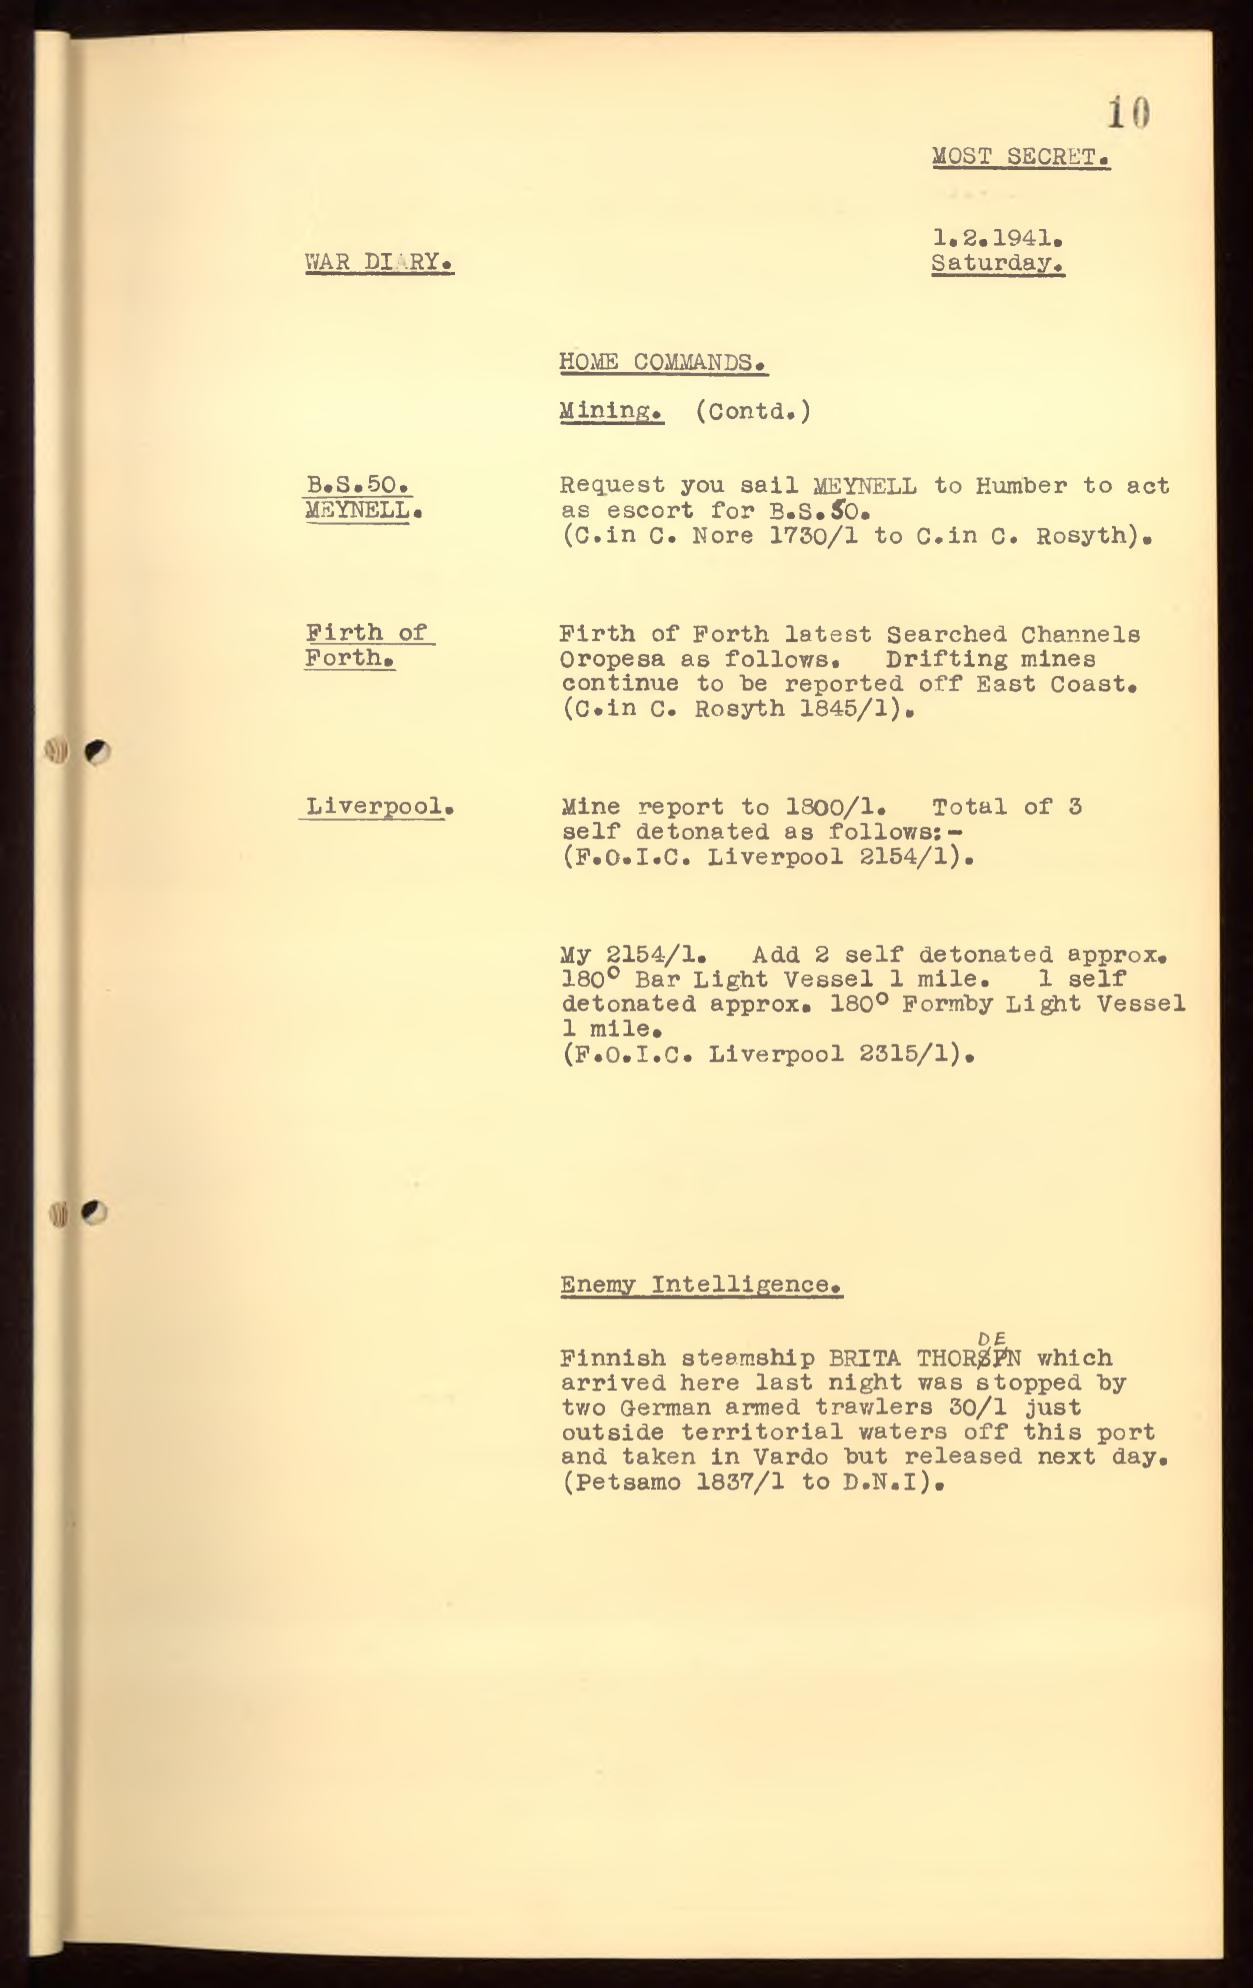 10
MOST SECRET.
1.2.1941.
WAR DIARY.
Saturday.
HOME COMMANDS.
Mining. (Contd.)
B.S.50.
MEYNELL.
Request you sail MEYNELL to Humber to act
as escort for B.S.50.
(C.in C. Nore 1730/1 to C.in C. Rosyth).
Firth of
Forth.
Firth of Forth latest Searched Channels
Oropesa as follows. Drifting mines
continue to be reported off East Coast.
(C.in C. Rosyth 1845/1).
Liverpool.
Mine report to 1800/1. Total of 3
self detonated as follows:-
(F.O.I.C. Liverpool 2154/1).
My 2154/1. Add 2 self detonated approx.
180° Bar Light Vessel 1 mile. 1 self
detonated approx. 180° Formby Light Vessel
1 mile.
(F.O.I.C. Liverpool 2315/1).
Enemy Intelligence.
DE
Finnish steamship BRITA THORSFN which
arrived here last night was stopped by
two German armed trawlers 30/1 just
outside territorial waters off this port
and taken in Vardo but released next day.
(Petsamo 1837/1 to D.N.I).